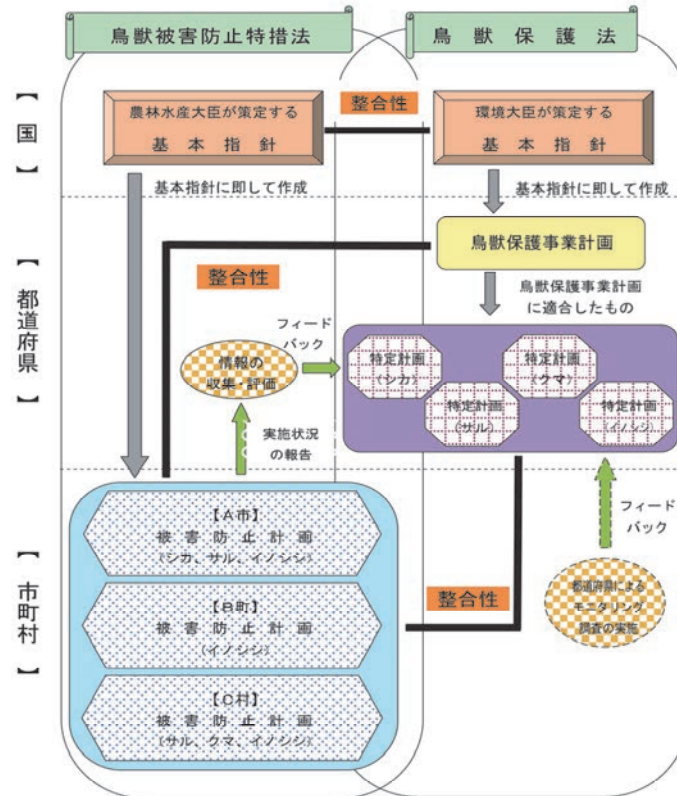 鳥獣被害防止特措法
鳥獣保護法
【国】
農林水産大臣が策定する
基本指針
整合性
環境大臣が策定する
基本指針
基本指針に即して作成
基本指針に即して作成
【都道府県】
鳥獣保護事業計画
整合性
鳥獣保護事業計画
に適合したもの
フィード
バック
情報の
収集・評価
特定計画
(シカ)
特定計画
(クマ)
特定計画
(サル)
特定計画
(イノシシ)
実施状況
の報告
【市町村】
【A市】
被害防止計画
(シカ、サル、イノシシ)
フィード
バック
【B町】
被害防止計画
(イノシシ)
整合性
都道府県による
モニタリング
調査の実施
【C村】
被害防止計画
(サル、クマ、イノシシ)